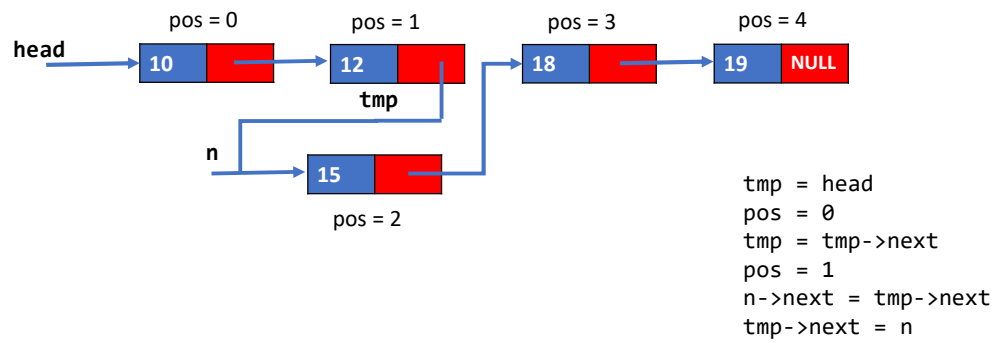 pos = 0
pos = 1
pos = 3
pos = 4
head
10
12
18
19
NULL
tmp
n
15
pos = 2
tmp = head
pos = 0
tmp = tmp->next
pos = 1
n->next = tmp->next
tmp->next = n